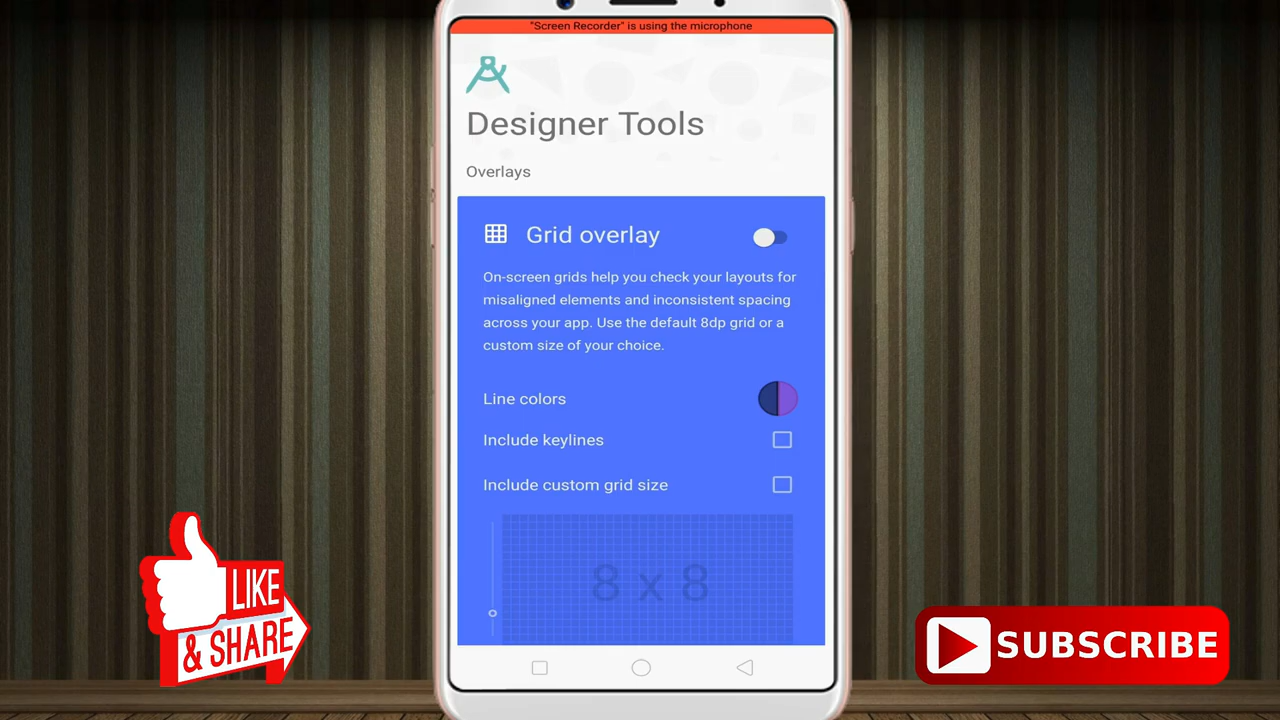 "Screen Recorder" is using the microphone
Designer Tools
Overlays
Grid overlay
On-screen grids help you check your layouts for
misaligned elements and inconsistent spacing
across your app. Use the default 8dp grid or a
custom size of your choice.
Line colors
Include keylines
Include custom grid size
8 x 8
LIKE
& SHARE
SUBSCRIBE